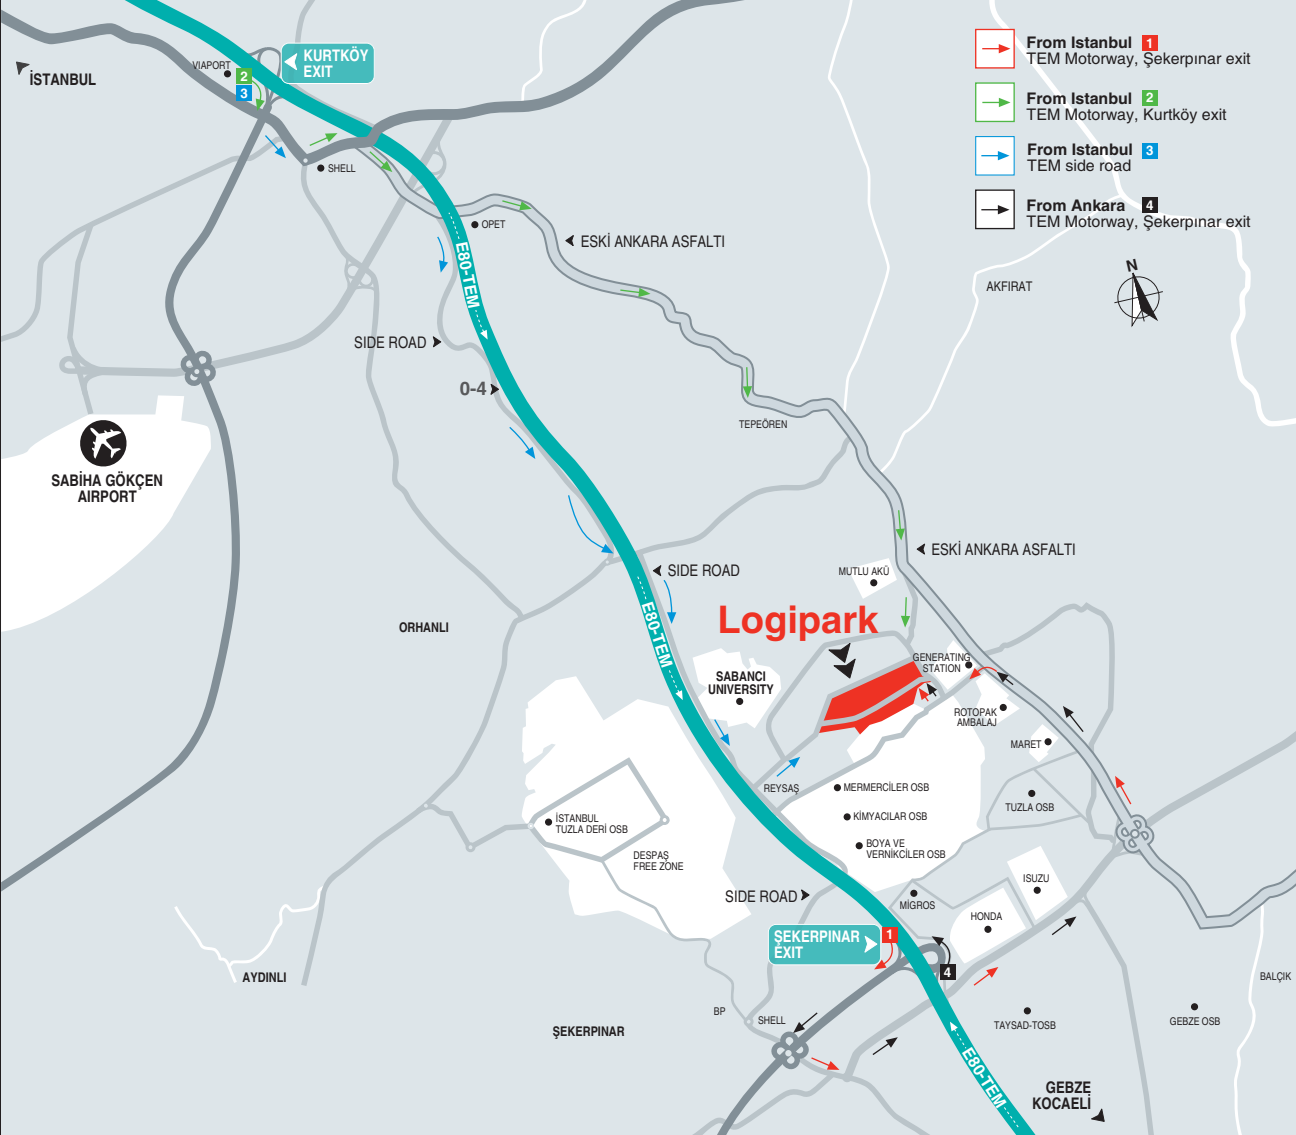 İSTANBUL
VIAPORT
2
3
KURTKÖY
EXIT
SHELL
OPET
ESKİ ANKARA ASFALTI
E80-TEM
SIDE ROAD
0-4
SABİHA GÖKÇEN
AIRPORT
From Istanbul 1
TEM Motorway, Şekerpınar exit
From Istanbul 2
TEM Motorway, Kurtköy exit
From Istanbul 3
TEM side road
From Ankara 4
TEM Motorway, Şekerpınar exit
N
AKFIRAT
TEPEÖREN
ESKİ ANKARA ASFALTI
SIDE ROAD
MUTLU AKÜ
E80-TEM
Logipark
ORHANLI
GENERATING
STATION
SABANCI
UNIVERSITY
ROTOPAK
AMBALAJ
MARET
REYSAŞ
MERMERCİLER OSB
TUZLA OSB
KİMYACILAR OSB
İSTANBUL
TUZLA DERİ OSB
BOYA VE
VERNİKCİLER OSB
DESPAŞ
FREE ZONE
ISUZU
SIDE ROAD
MİGROS
HONDA
ŞEKERPINAR
EXIT
1
4
AYDINLI
BALÇIK
BP
SHELL
TAYSAD-TOSB
GEBZE OSB
ŞEKERPINAR
E80-TEM
GEBZE
KOCAELİ